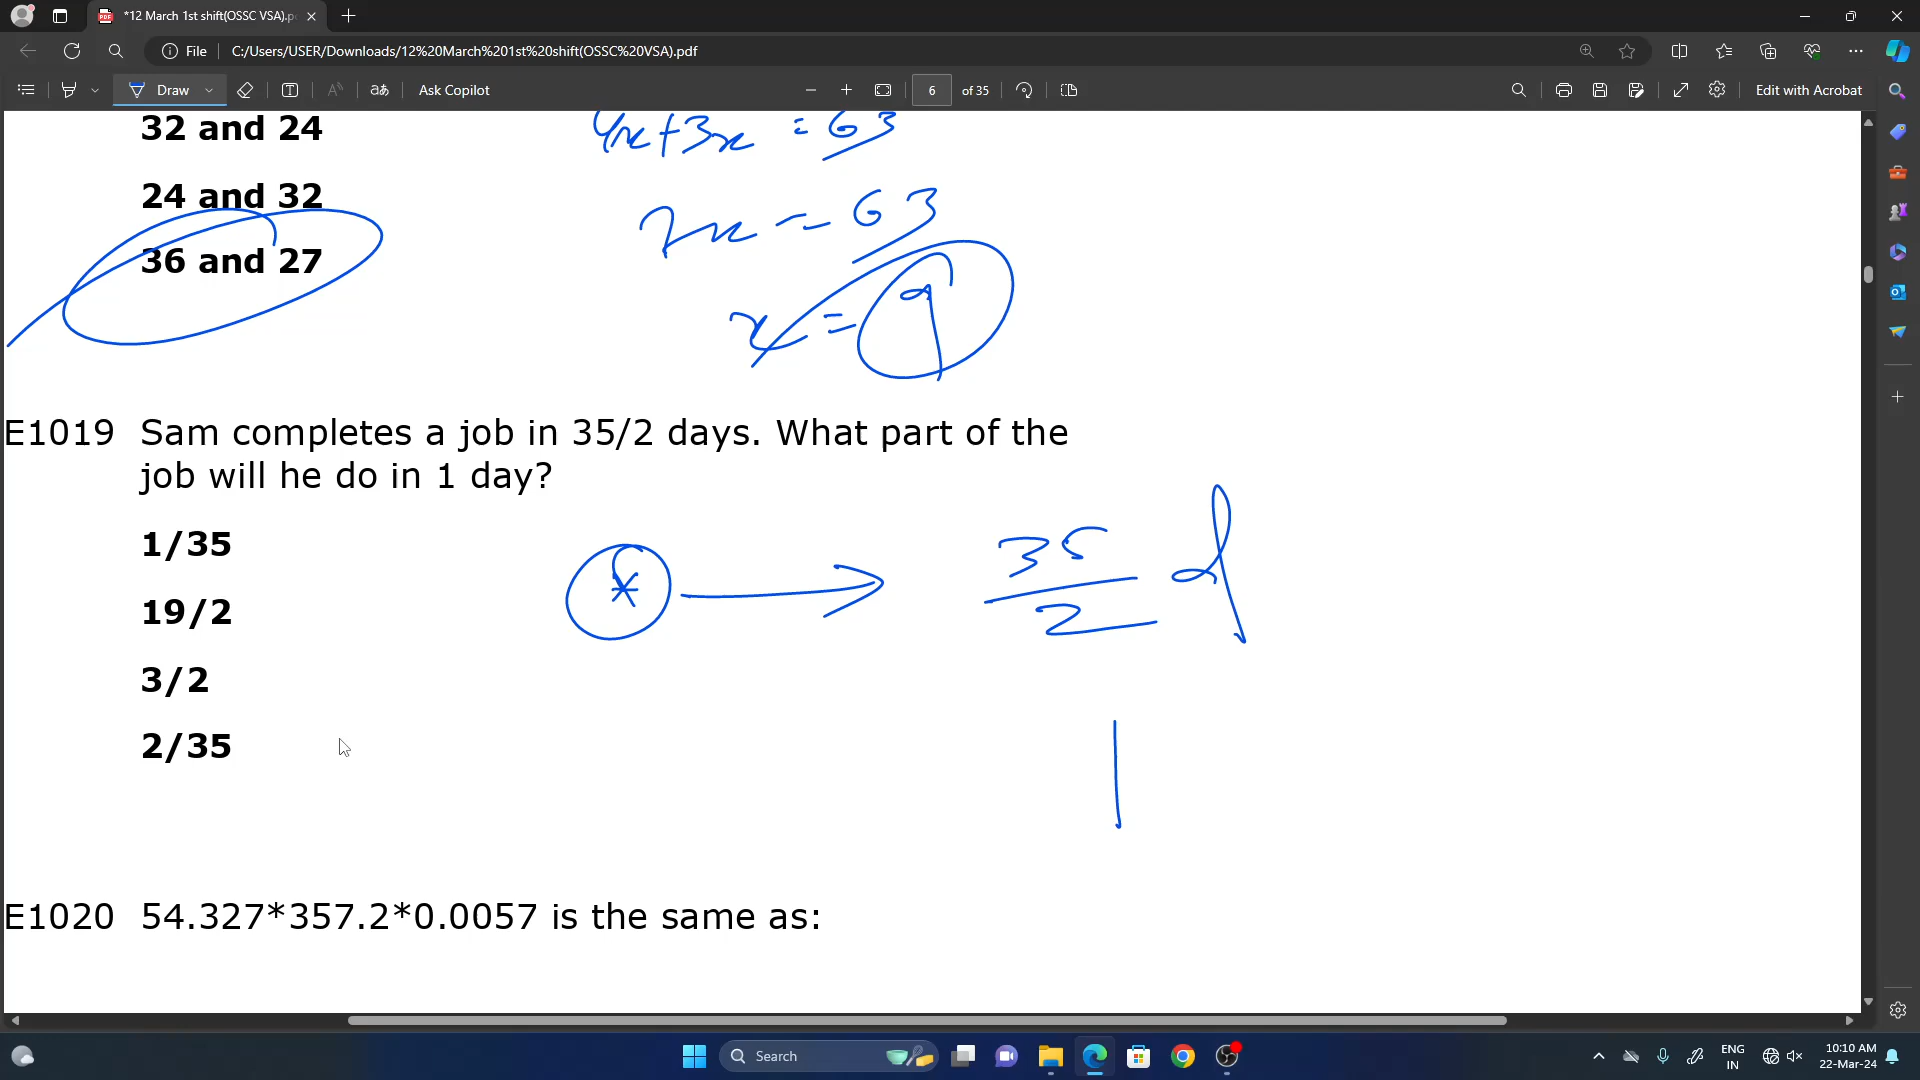 *12 March 1st shift(OSSC VSA).p
File
C:/Users/USER/Downloads/12%20March%201st%20shift(OSSC%20VSA).pdf
Draw
aあ
Ask Copilot
6 of 35
Edit with Acrobat
32 and 24
4x+3x = 63
24 and 32
7x = 63
36 and 27
x = 9
E1019 Sam completes a job in 35/2 days. What part of the
job will he do in 1 day?
1/35
35/2 d
19/2
3/2
2/35
1
E1020 54.327*357.2*0.0057 is the same as:
Search
ENG
IN
10:10 AM
22-Mar-24